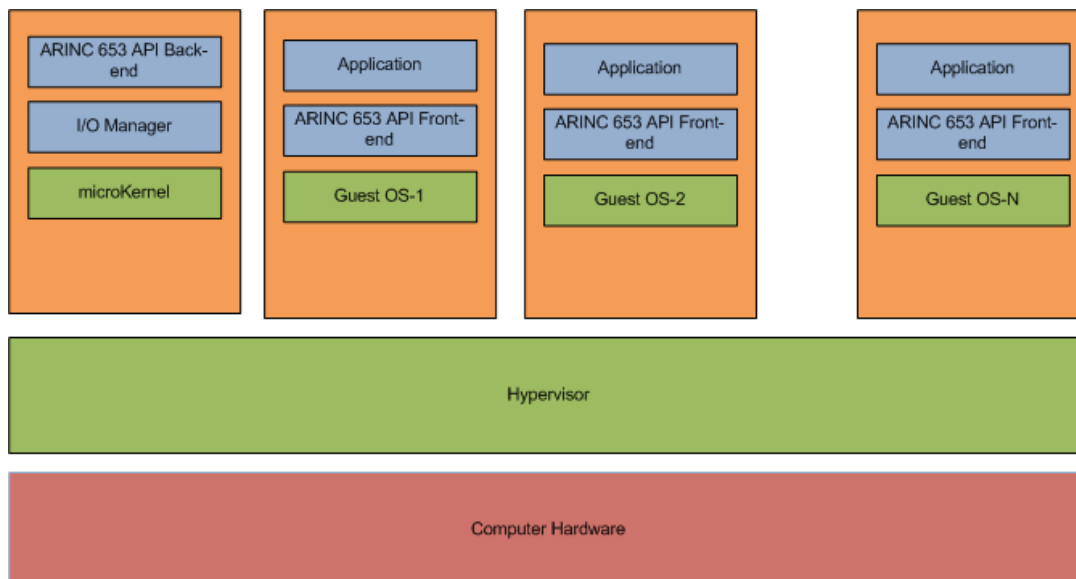 ARINC 653 API Back-
end
I/O Manager
microKernel
Application
ARINC 653 API Front-
end
Guest OS-1
Application
ARINC 653 API Front-
end
Guest OS-2
Application
ARINC 653 API Front-
end
Guest OS-N
Hypervisor
Computer Hardware